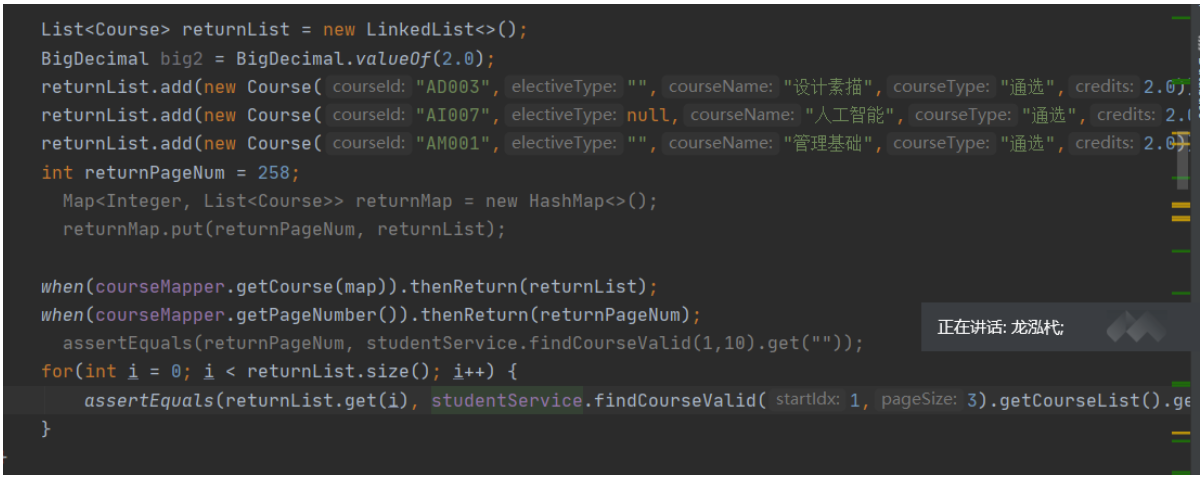 List<Course> returnList = new LinkedList<>();
BigDecimal big2 = BigDecimal.valueOf(2.0);
returnList.add(new Course( courseId: "AD003", electiveType: "", courseName: "设计素描", courseType: "通选", credits: 2.0)
returnList.add(new Course( courseId: "AI007", electiveType: null, courseName: "人工智能", courseType: "通选", credits: 2.0
returnList.add(new Course( courseId: "AM001", electiveType: "", courseName: "管理基础", courseType: "通选", credits: 2.0)
int returnPageNum = 258;
Map<Integer, List<Course>> returnMap = new HashMap<>();
returnMap.put(returnPageNum, returnList);
when(courseMapper.getCourse(map)).thenReturn(returnList);
when(courseMapper.getPageNumber()).thenReturn(returnPageNum);
正在讲话: 龙泓杙;
assertEquals(returnPageNum, studentService.findCourseValid(1,10).get(""));
for(int i = 0; i < returnList.size(); i++) {
assertEquals(returnList.get(i), studentService.findCourseValid( startIdx: 1, pageSize: 3).getCourseList().ge
}